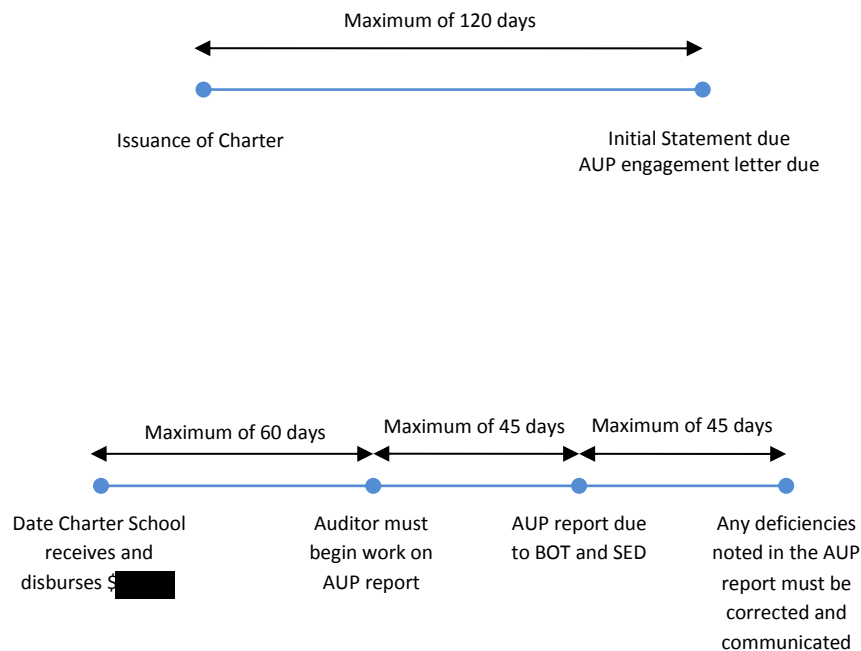 Maximum of 120 days
Issuance of Charter
Initial Statement due
AUP engagement letter due
Maximum of 60 days
Maximum of 45 days
Maximum of 45 days
Date Charter School
receives and
disburses $
Auditor must
begin work on
AUP report
AUP report due
to BOT and SED
Any deficiencies
noted in the AUP
report must be
corrected and
communicated